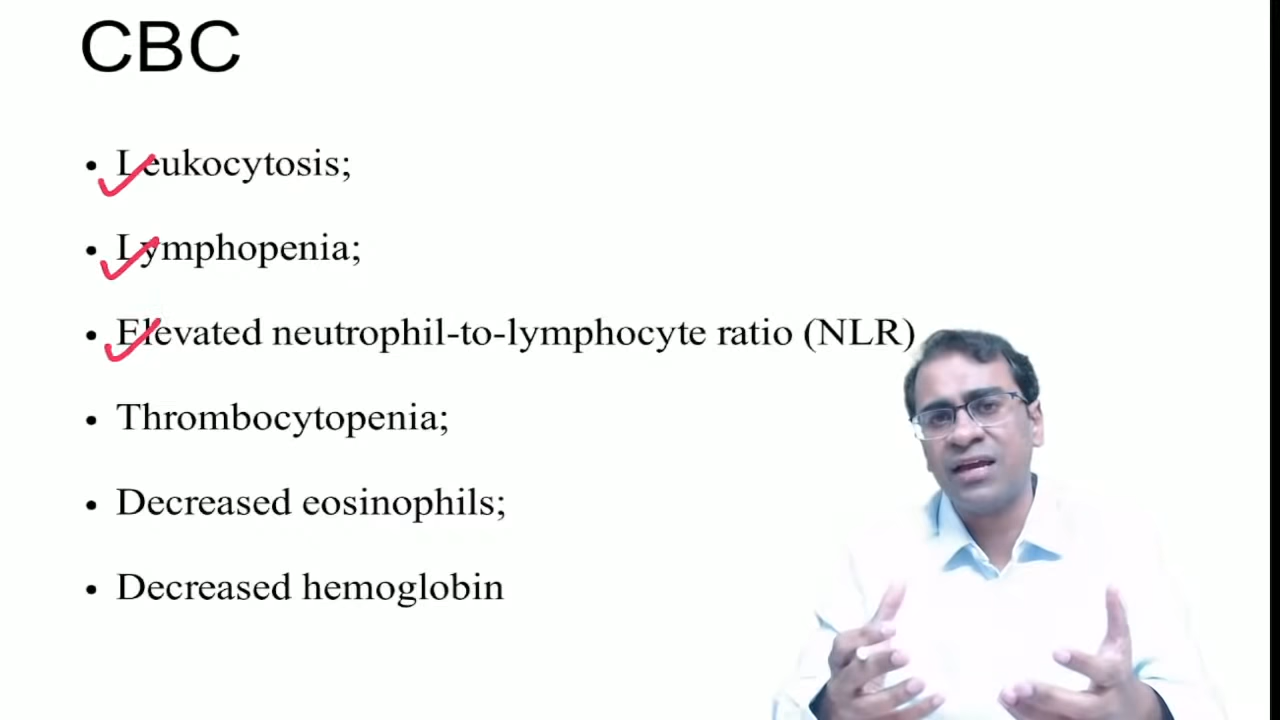 CBC
• Leukocytosis;
• Lymphopenia;
• Elevated neutrophil-to-lymphocyte ratio (NLR)
• Thrombocytopenia;
• Decreased eosinophils;
• Decreased hemoglobin